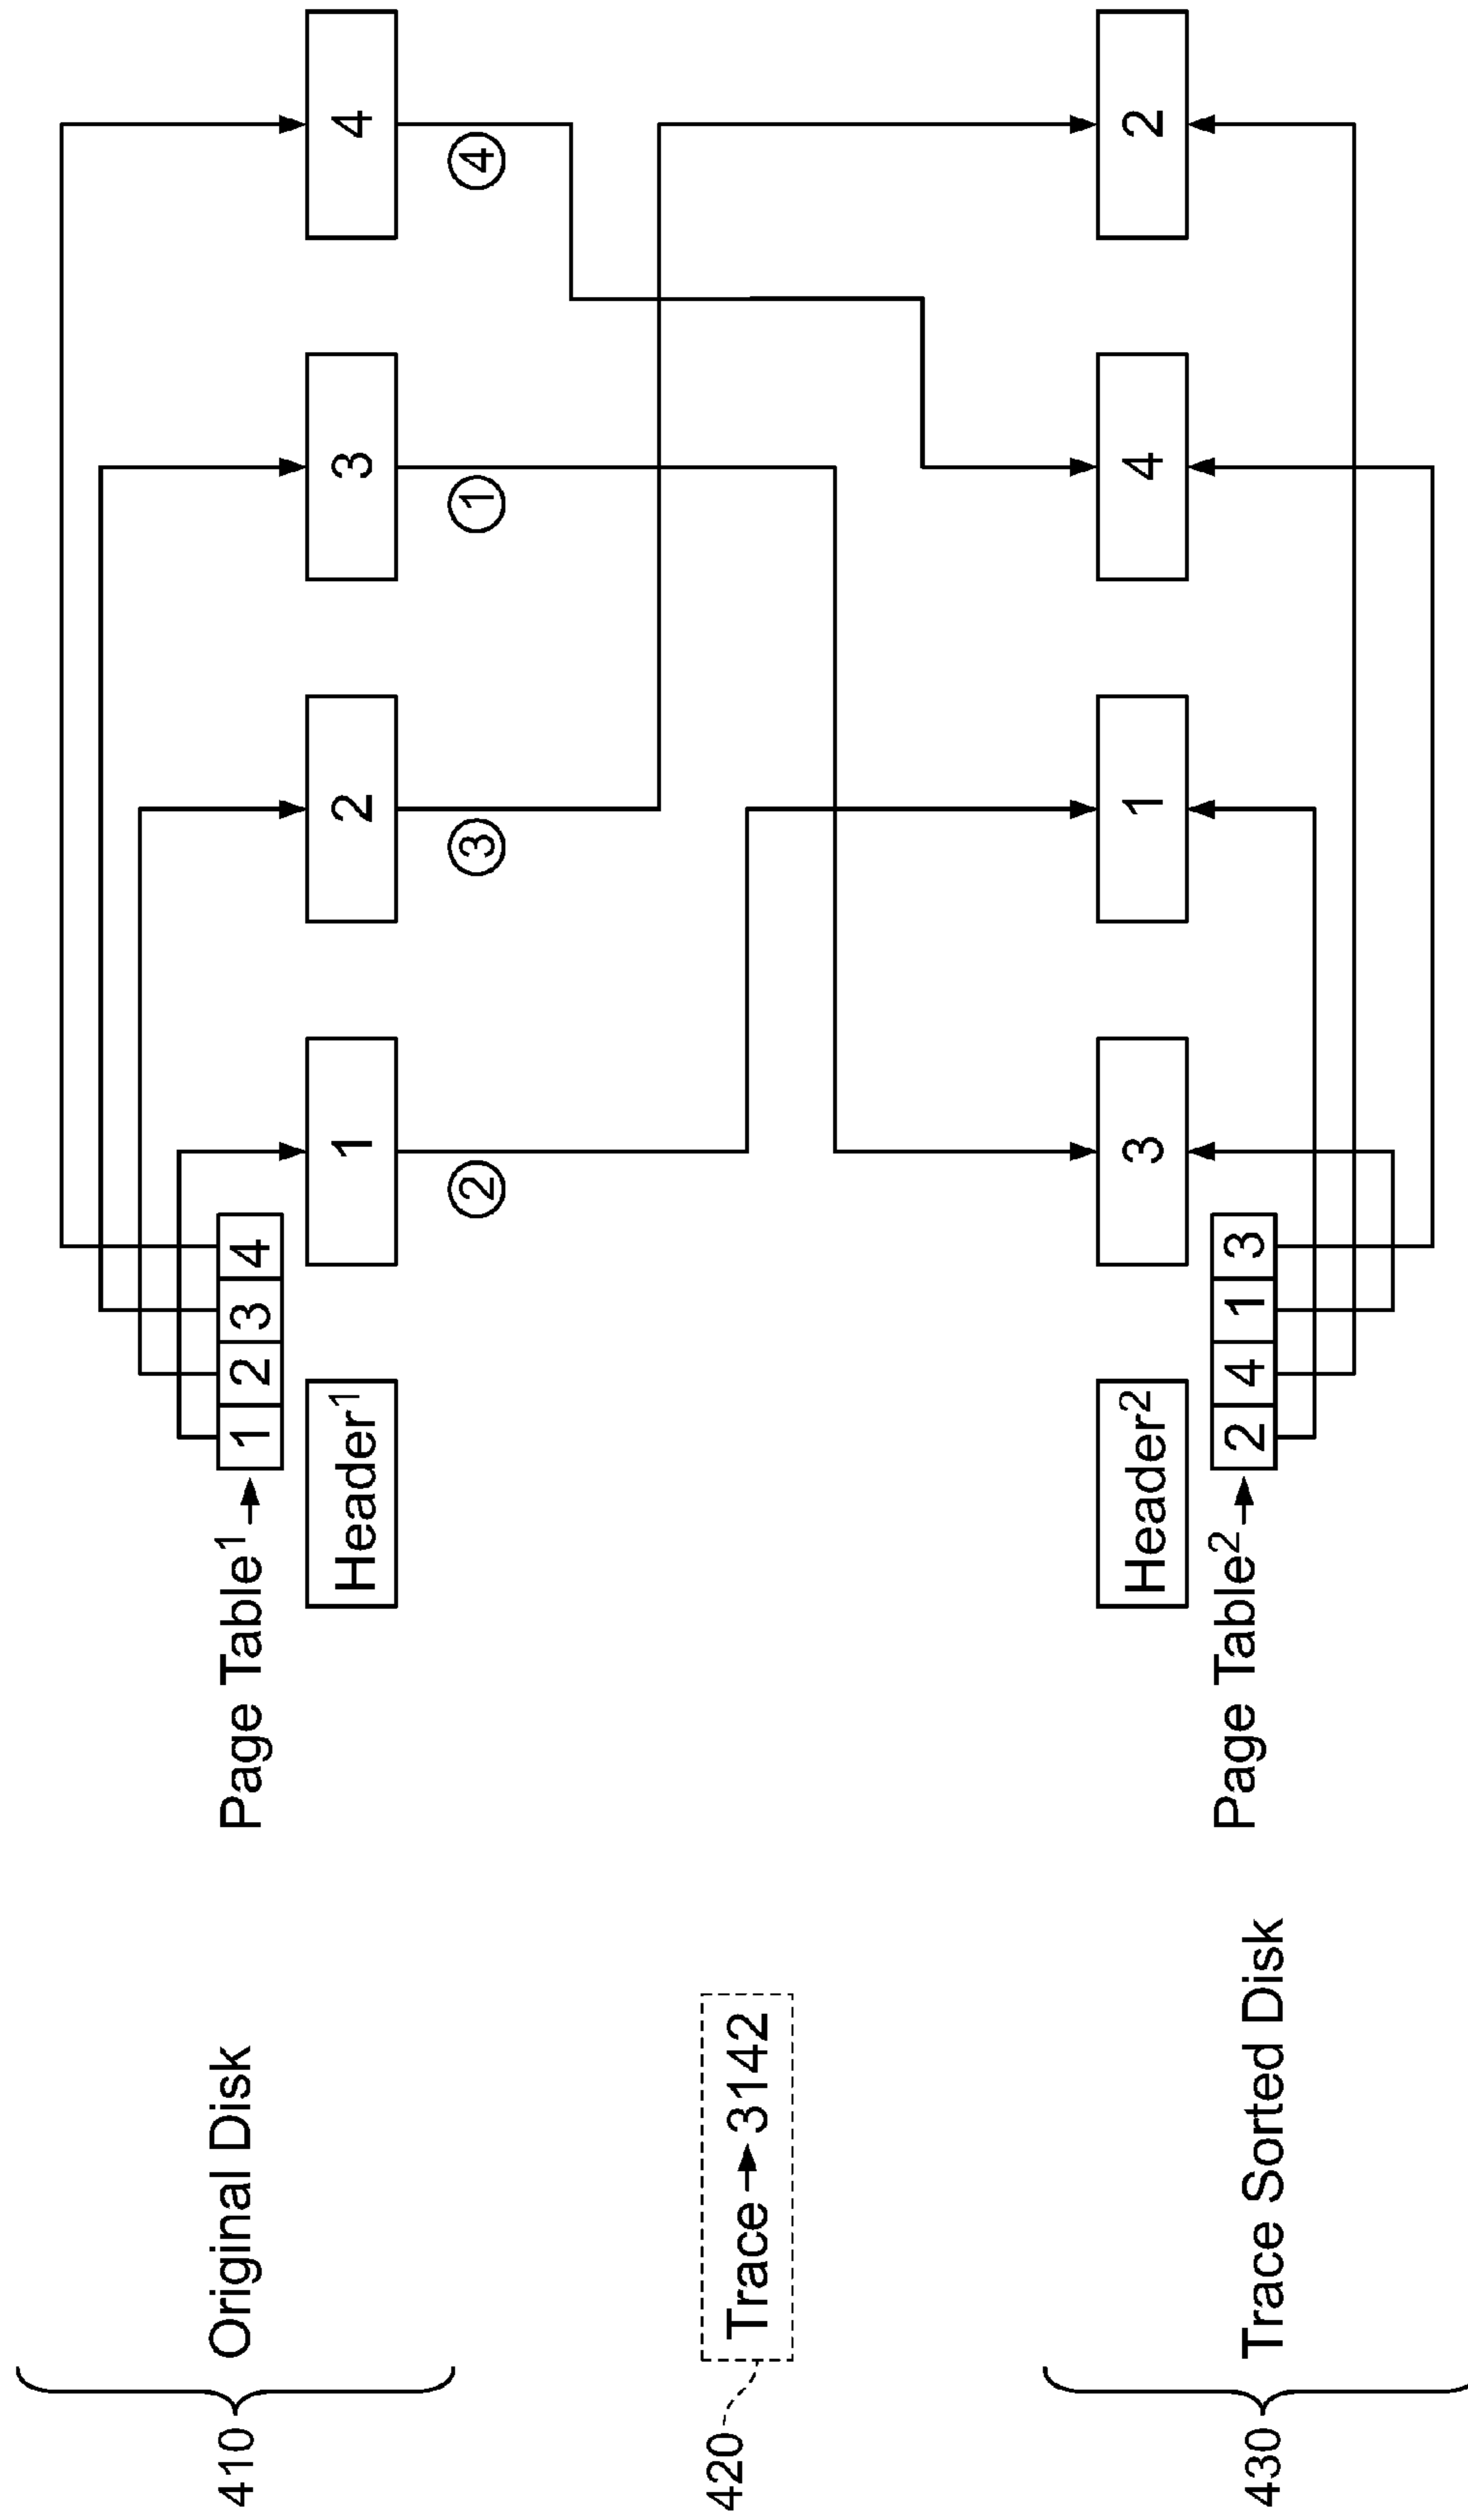 410 Original Disk Page Table¹ → 1 2 3 4
Header¹ 1 2 3 4
② ③ ① ④
420 Trace → 3142
Header² 3 1 4 2
430 Trace Sorted Disk Page Table² → 2 4 1 3